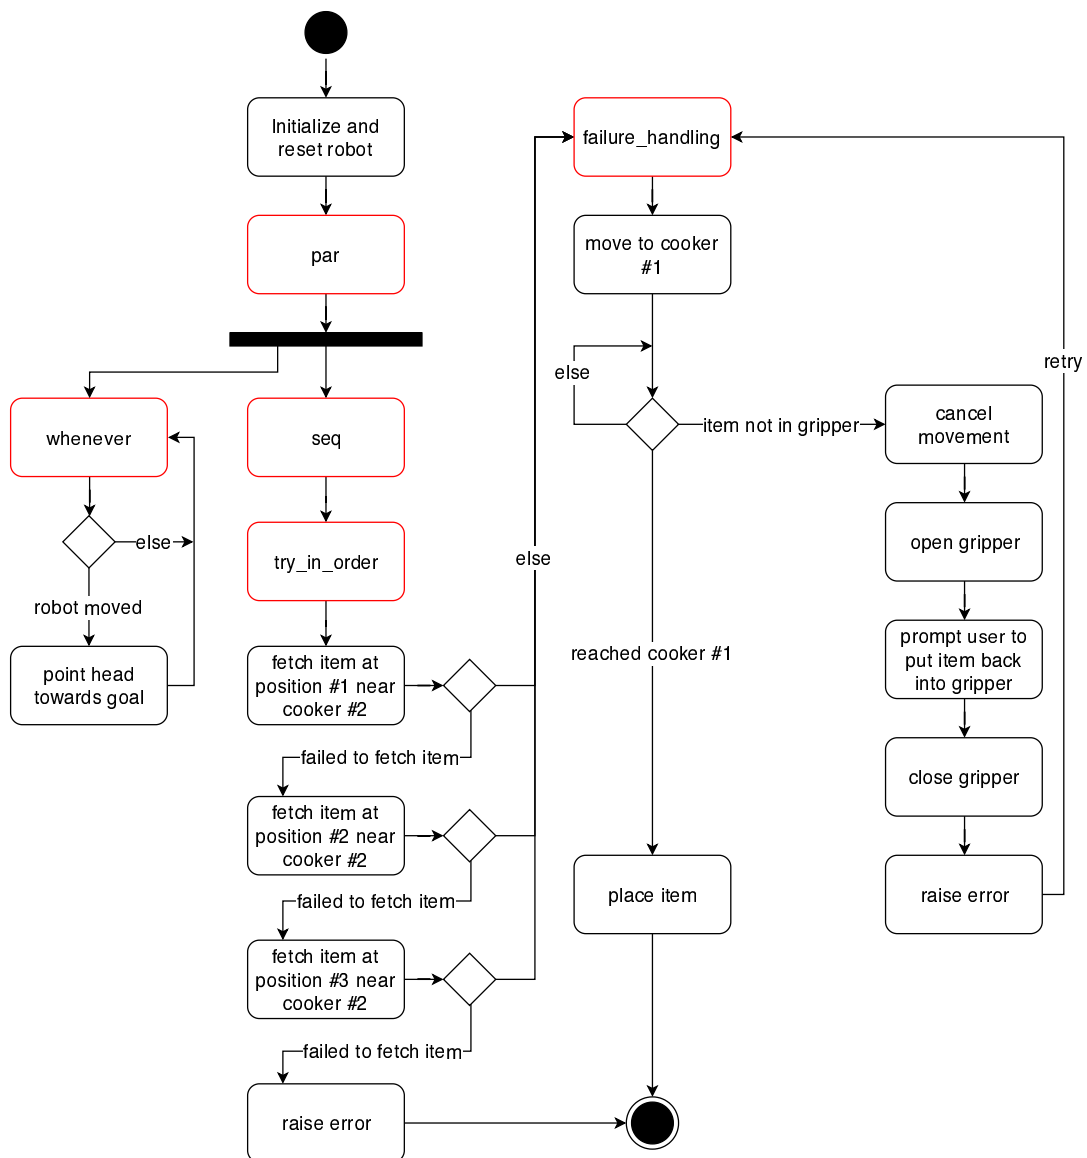 Initialize and
reset robot
par
whenever
else
robot moved
point head
towards goal
seq
try_in_order
fetch item at
position #1 near
cooker #2
failed to fetch item
fetch item at
position #2 near
cooker #2
failed to fetch item
fetch item at
position #3 near
cooker #2
failed to fetch item
raise error
else
failure_handling
move to cooker
#1
else
item not in gripper
reached cooker #1
place item
cancel
movement
open gripper
prompt user to
put item back
into gripper
close gripper
raise error
retry